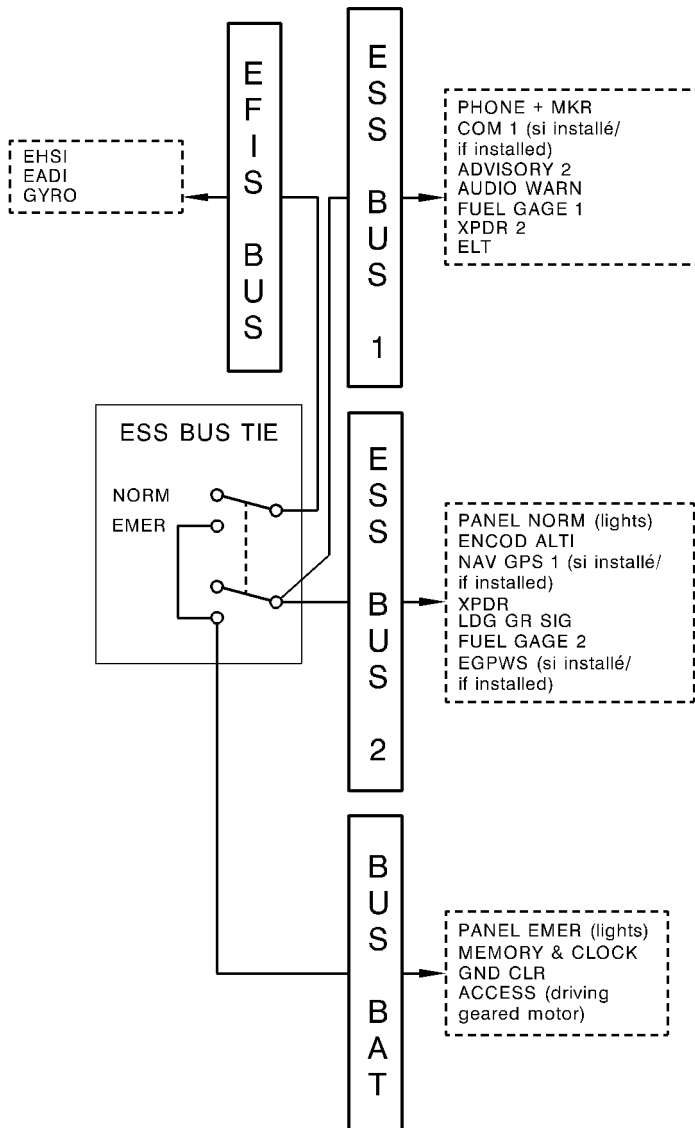 EFIS BUS
ESS BUS 1
EHSI
EADI
GYRO
PHONE + MKR
COM 1 (si installé/
if installed)
ADVISORY 2
AUDIO WARN
FUEL GAGE 1
XPDR 2
ELT
ESS BUS TIE
NORM
EMER
ESS BUS 2
PANEL NORM (lights)
ENCOD ALTI
NAV GPS 1 (si installé/
if installed)
XPDR
LDG GR SIG
FUEL GAGE 2
EGPWS (si installé/
if installed)
BUS BAT
PANEL EMER (lights)
MEMORY & CLOCK
GND CLR
ACCESS (driving
geared motor)